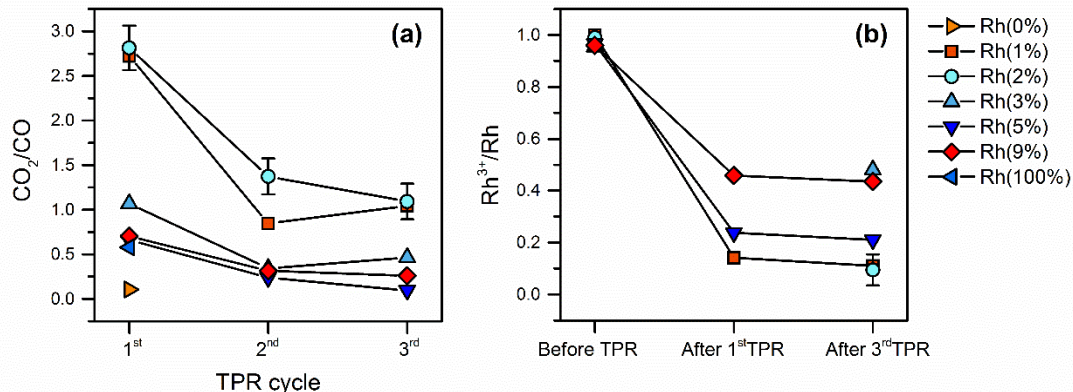 (a)
CO₂/CO
3.0
2.5
2.0
1.5
1.0
0.5
0.0
1st 2nd 3rd
TPR cycle
(b)
Rh³⁺/Rh
1.0
0.8
0.6
0.4
0.2
0.0
Before TPR After 1stTPR After 3rdTPR
Rh(0%)
Rh(1%)
Rh(2%)
Rh(3%)
Rh(5%)
Rh(9%)
Rh(100%)